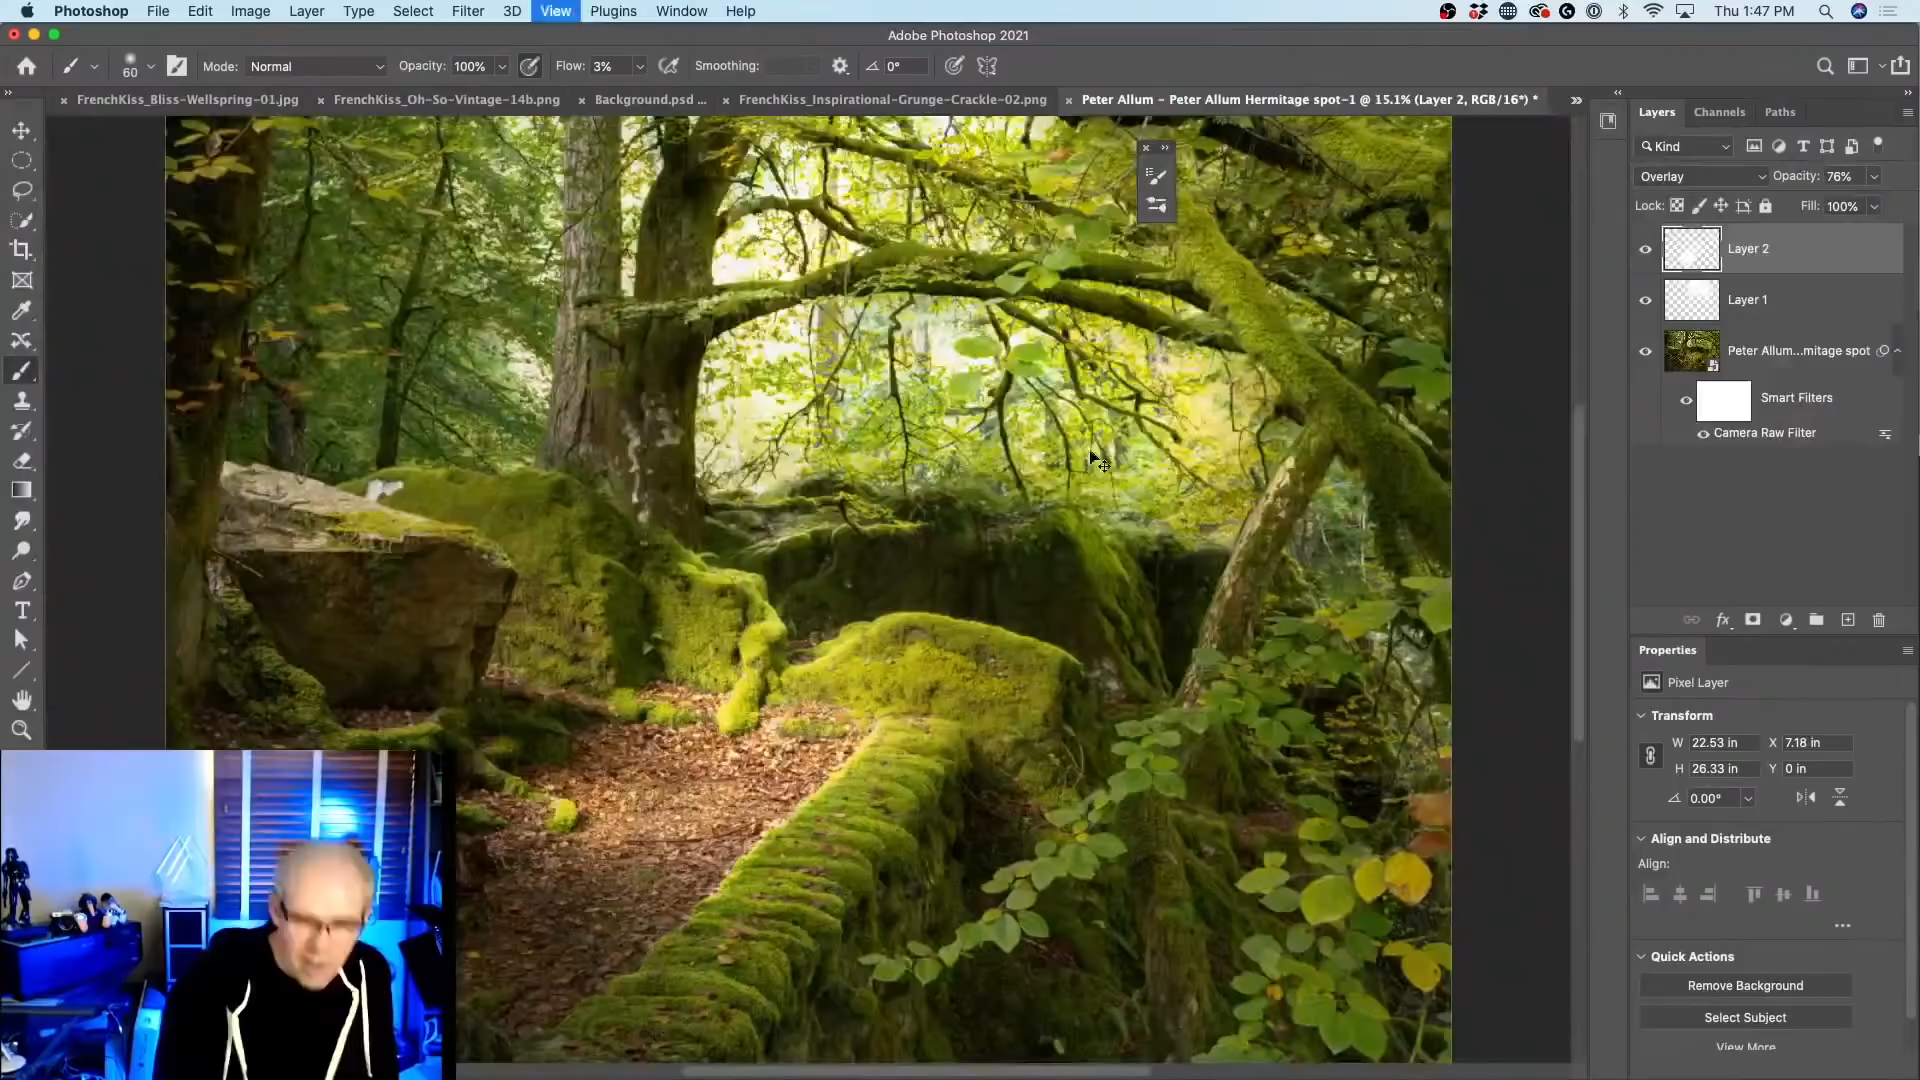 Photoshop File Edit Image Layer Type Select Filter 3D View Plugins Window Help Thu 1:47 PM
Adobe Photoshop 2021
60 Mode: Normal Opacity: 100% Flow: 3% Smoothing: 0°
FrenchKiss_Bliss-Wellspring-01.jpg FrenchKiss_Oh-So-Vintage-14b.png Background.psd ... FrenchKiss_Inspirational-Grunge-Crackle-02.png Peter Allum - Peter Allum Hermitage spot-1 @ 15.1% (Layer 2, RGB/16*) *
Layers Channels Paths
Kind
Overlay Opacity: 76%
Lock: Fill: 100%
Layer 2
Layer 1
Peter Allum...mitage spot
Smart Filters
Camera Raw Filter
Properties
Pixel Layer
Transform
W 22.53 in X 7.18 in
H 26.33 in Y 0 in
0.00°
Align and Distribute
Align:
Quick Actions
Remove Background
Select Subject
View More